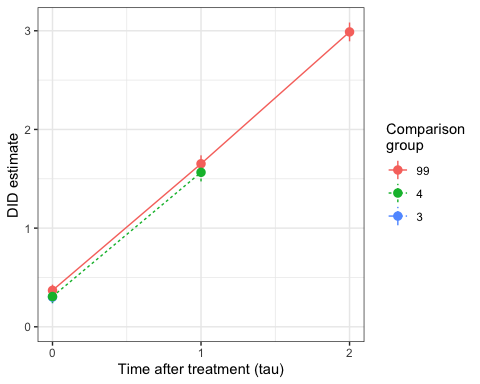 3
2
1
0
DID estimate
0
1
2
Time after treatment (tau)
Comparison
group
99
4
3